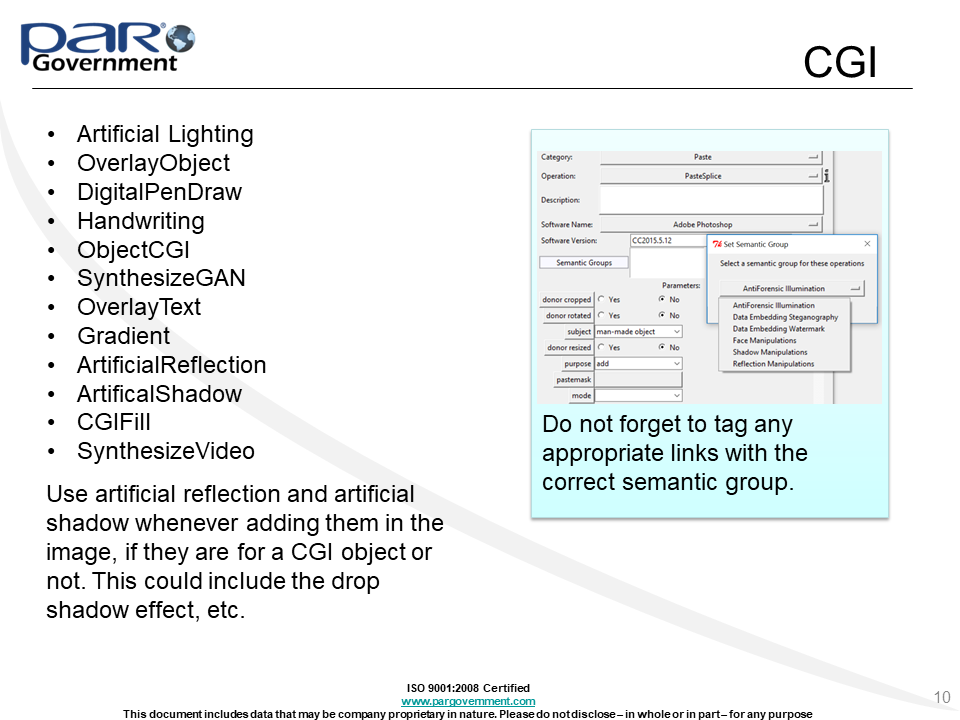 PAR® Government
CGI
• Artificial Lighting
• OverlayObject
• DigitalPenDraw
• Handwriting
• ObjectCGI
• SynthesizeGAN
• OverlayText
• Gradient
• ArtificialReflection
• ArtificalShadow
• CGIFill
• SynthesizeVideo
Use artificial reflection and artificial
shadow whenever adding them in the
image, if they are for a CGI object or
not. This could include the drop
shadow effect, etc.
Category: Paste
Operation: PasteSplice
Description:
Software Name: Adobe Photoshop
Software Version: CC2015.5.12
Semantic Groups
Parameters:
donor cropped Yes No
donor rotated Yes No
subject man-made object
donor resized Yes No
purpose add
pastemask
mode
Set Semantic Group
Select a semantic group for these operations
AntiForensic Illumination
AntiForensic Illumination
Data Embedding Steganography
Data Embedding Watermark
Face Manipulations
Shadow Manipulations
Reflection Manipulations
Do not forget to tag any
appropriate links with the
correct semantic group.
ISO 9001:2008 Certified
www.pargovernment.com
This document includes data that may be company proprietary in nature. Please do not disclose – in whole or in part – for any purpose
10